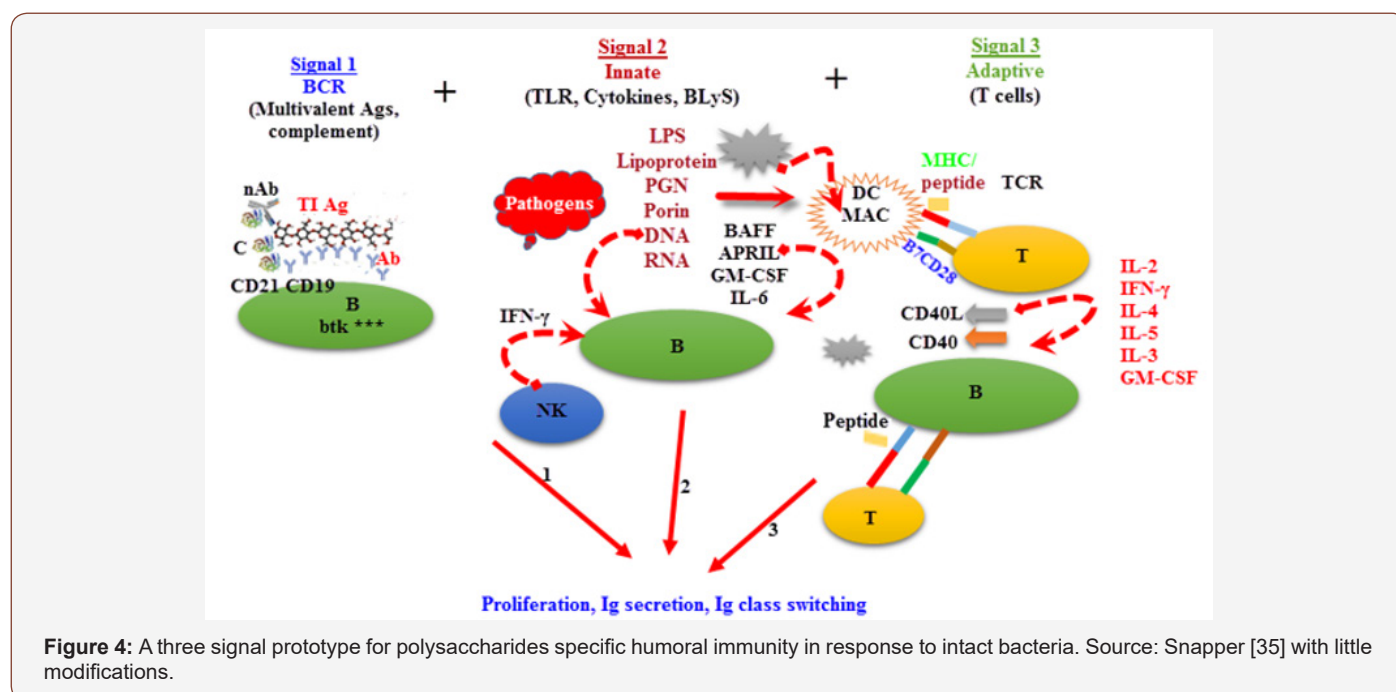 Signal 1
BCR
(Multivalent Ags,
complement)
+
Signal 2
Innate
(TLR, Cytokines, BLyS)
+
Signal 3
Adaptive
(T cells)
nAb
TI Ag
C
Ab
CD21 CD19
B
btk ***
Pathogens
LPS
Lipoprotein
PGN
Porin
DNA
RNA
BAFF
APRIL
GM-CSF
IL-6
IFN-γ
B
NK
DC
MAC
MHC/
peptide
TCR
B7CD28
T
CD40L
CD40
IL-2
IFN-γ
IL-4
IL-5
IL-3
GM-CSF
B
Peptide
T
1
2
3
Proliferation, Ig secretion, Ig class switching
Figure 4: A three signal prototype for polysaccharides specific humoral immunity in response to intact bacteria. Source: Snapper [35] with little
modifications.